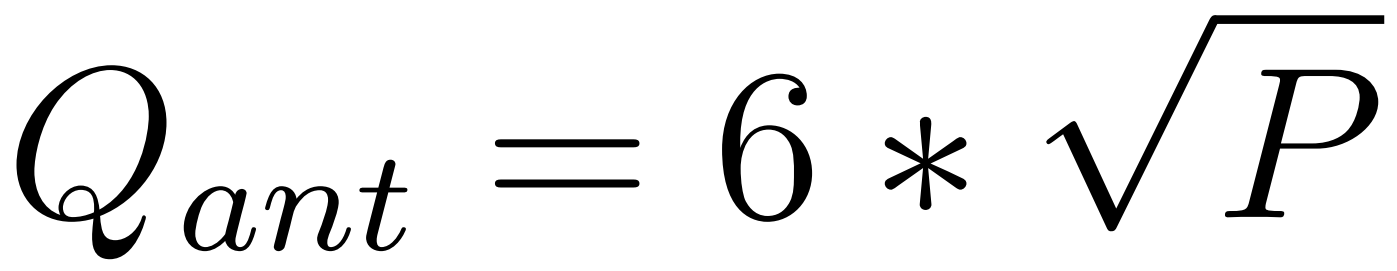 Q_{ant} = 6 * \sqrt{P}